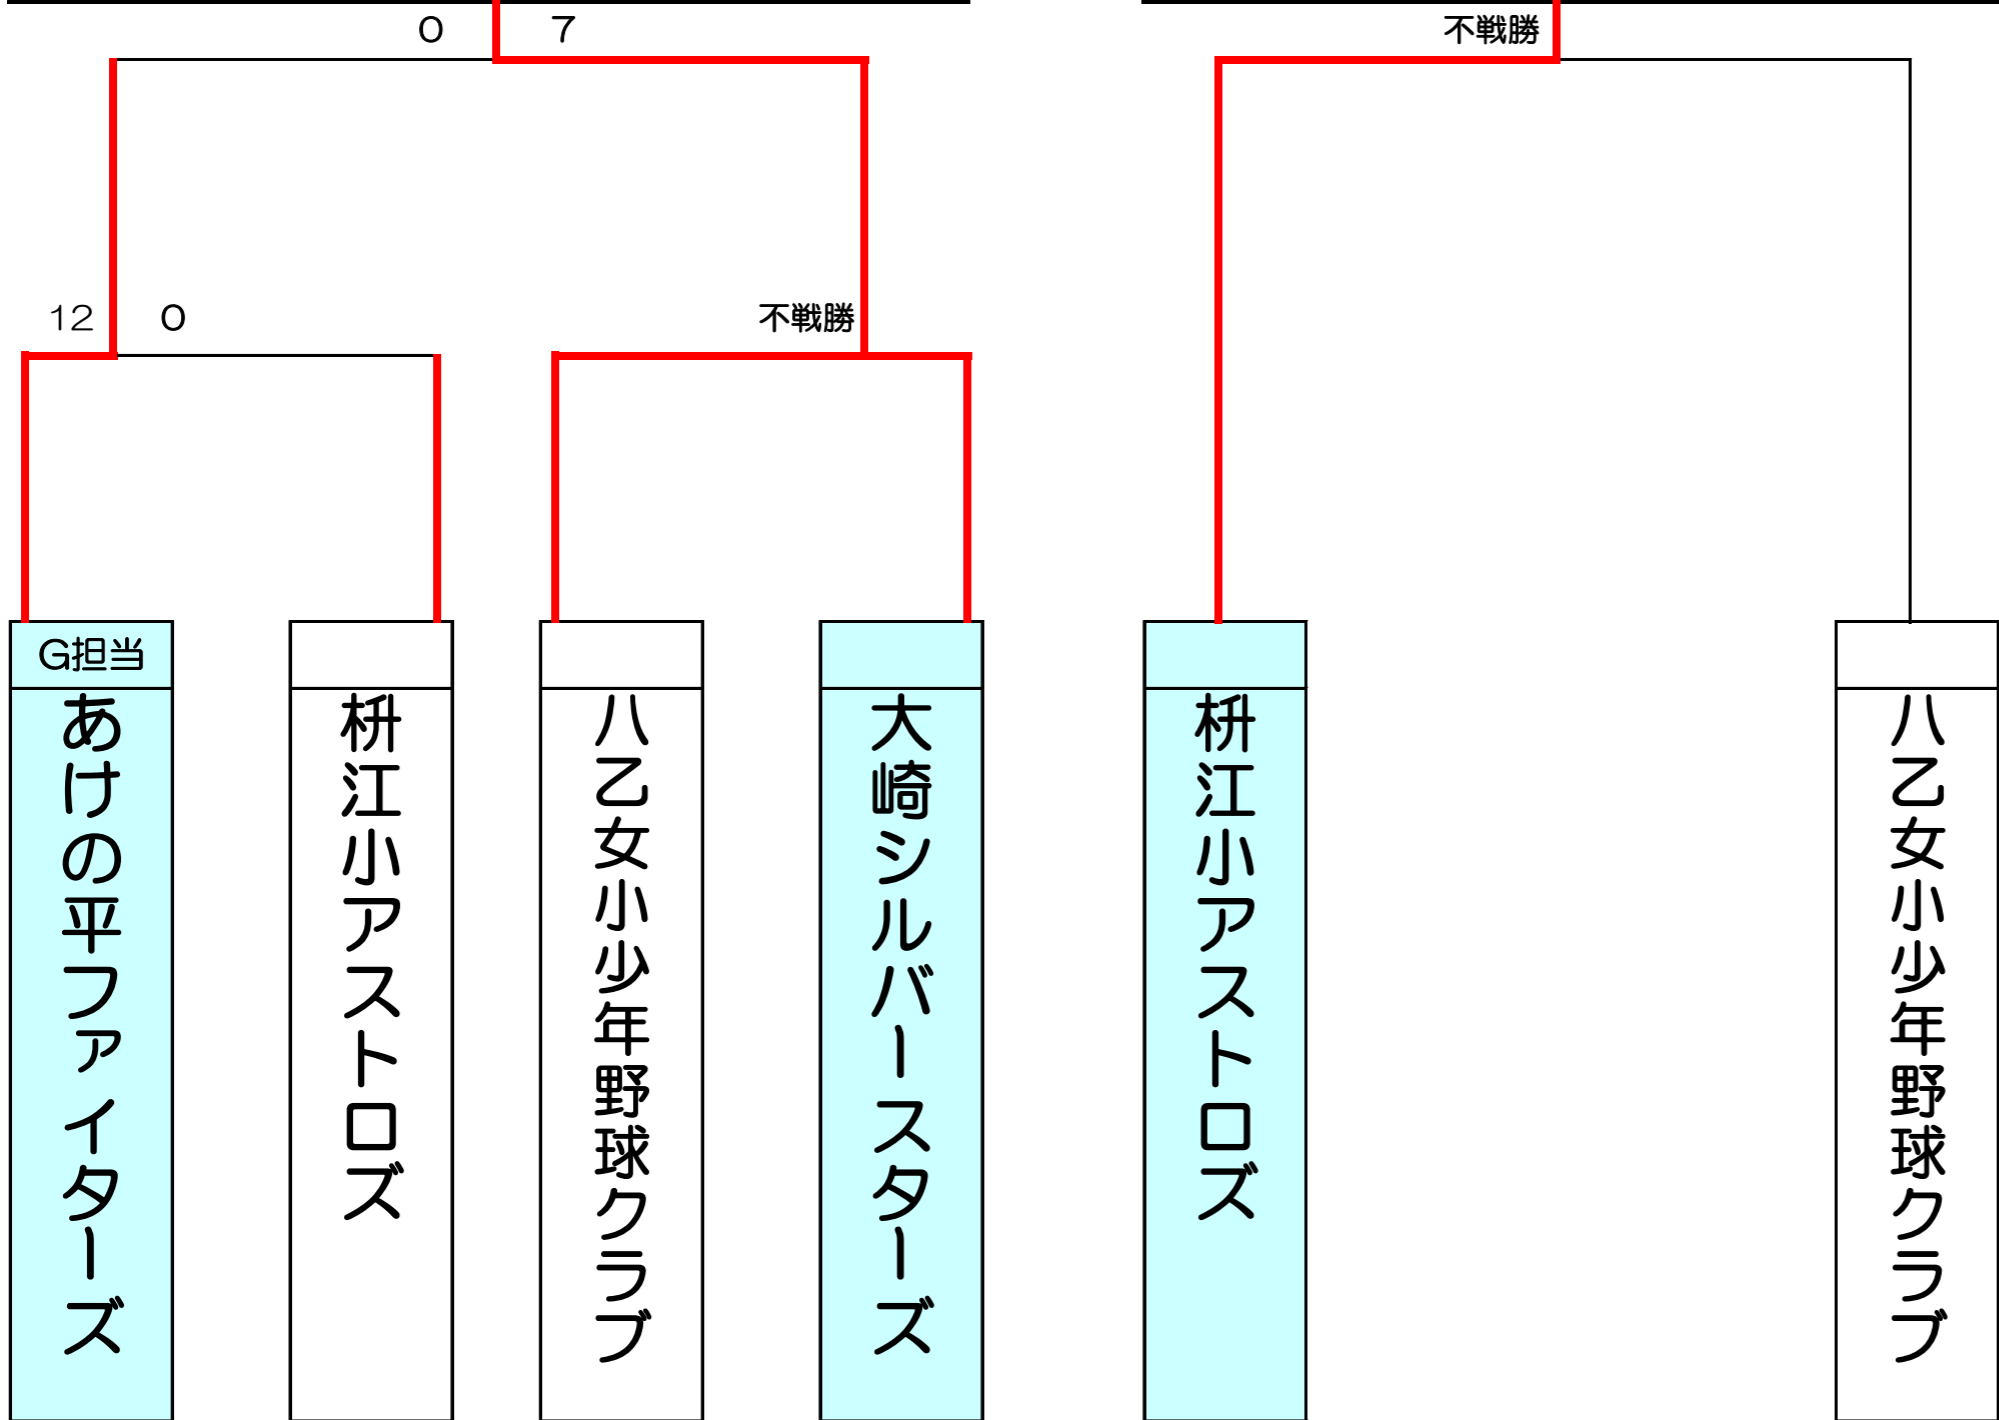 0 7
不戦勝
12 0
不戦勝
G担当
あけの平ファイターズ
枡江小アストロズ
八乙女小少年野球クラブ
大崎シルバースターズ
枡江小アストロズ
八乙女小少年野球クラブ